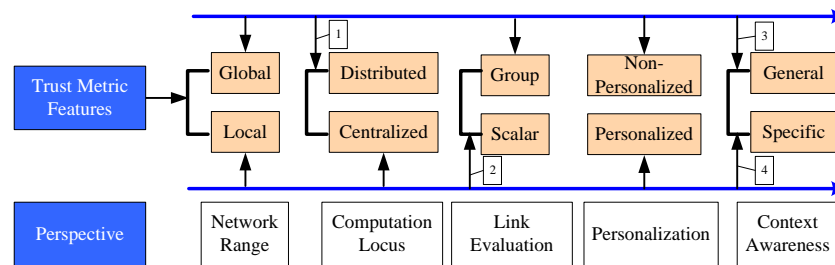 1
3
Global
Distributed
Group
Non-
Personalized
General
Trust Metric
Features
Local
Centralized
Scalar
Personalized
Specific
2
4
Perspective
Network
Range
Computation
Locus
Link
Evaluation
Personalization
Context
Awareness